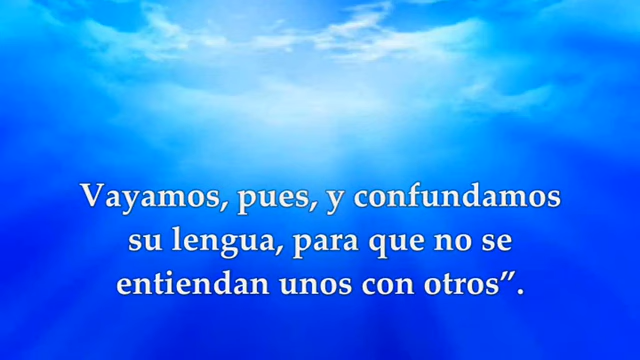 Vayamos, pues, y confundamos
su lengua, para que no se
entiendan unos con otros”.